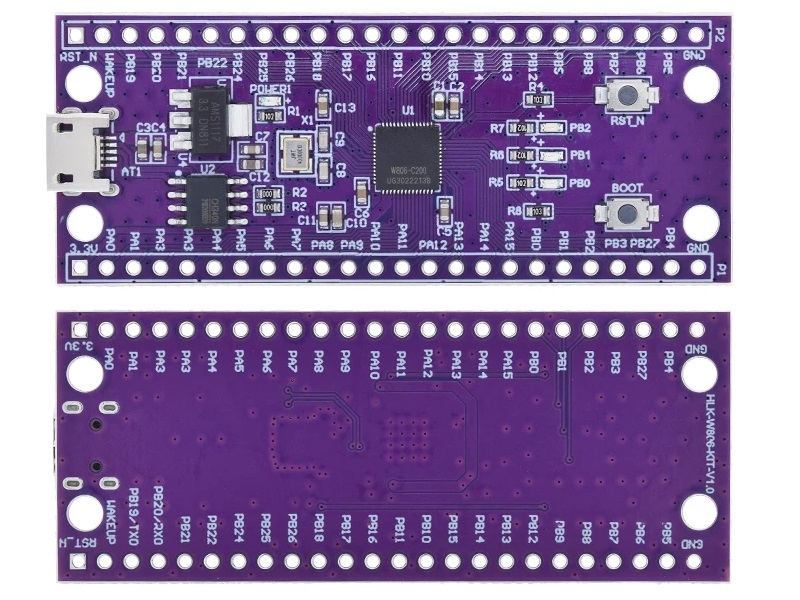 P2
RST_N WAKEUP PB19 PB20 PB21 PB22 PB24 PB25 PB26 PB18 PB17 PB16 PB11 PB10 PB15 PB14 PB13 PB12 PB9 PB8 PB7 PB6 PB5 GND
POWER1
R1
AMS1117
3.3 DN811
U4
C3C4
AT1
U2
C7
C12
X1
C13
C9
C8
R2
R2
C11
C10
C1 C2
U1
W806-C200
C6
R4
R7 PB2
R6 PB1
R5 PB0
R8
RST_N
BOOT
3.3V PA0 PA1 PA3 PA4 PA5 PA6 PA7 PA8 PA9 PA10 PA11 PA12 PA13 PA14 PA15 PB0 PB1 PB2 PB3 PB27 PB4 GND
P1
3.3V PA0 PA1 PA3 PA4 PA5 PA6 PA7 PA8 PA9 PA10 PA11 PA12 PA13 PA14 PA15 PB0 PB1 PB2 PB3 PB27 PB4 GND
HLK-W806-KIT-V1.0
RST_N WAKEUP PB19/TX0 PB20/RX0 PB21 PB22 PB24 PB25 PB26 PB18 PB17 PB16 PB11 PB10 PB15 PB14 PB13 PB12 PB9 PB8 PB7 PB6 PB5 GND